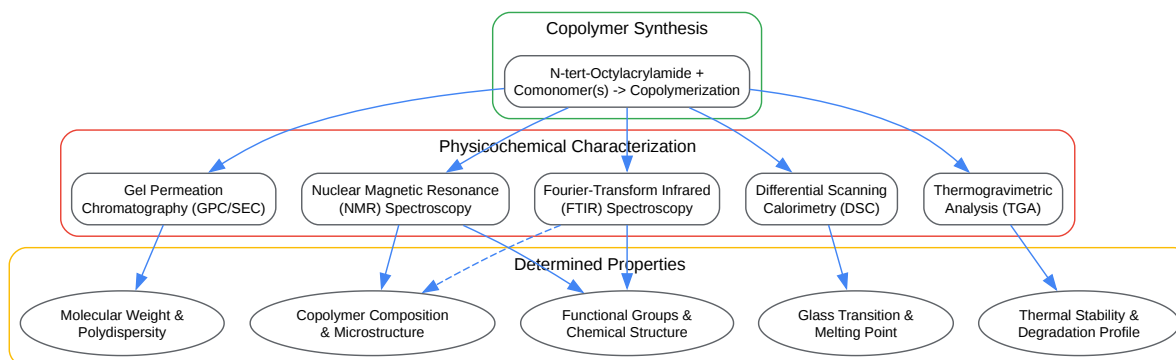 Copolymer Synthesis
N-tert-Octylacrylamide +
Comonomer(s) -> Copolymerization
Physicochemical Characterization
Gel Permeation
Chromatography (GPC/SEC)
Nuclear Magnetic Resonance
(NMR) Spectroscopy
Fourier-Transform Infrared
(FTIR) Spectroscopy
Differential Scanning
Calorimetry (DSC)
Thermogravimetric
Analysis (TGA)
Determined Properties
Molecular Weight &
Polydispersity
Copolymer Composition
& Microstructure
Functional Groups &
Chemical Structure
Glass Transition &
Melting Point
Thermal Stability &
Degradation Profile